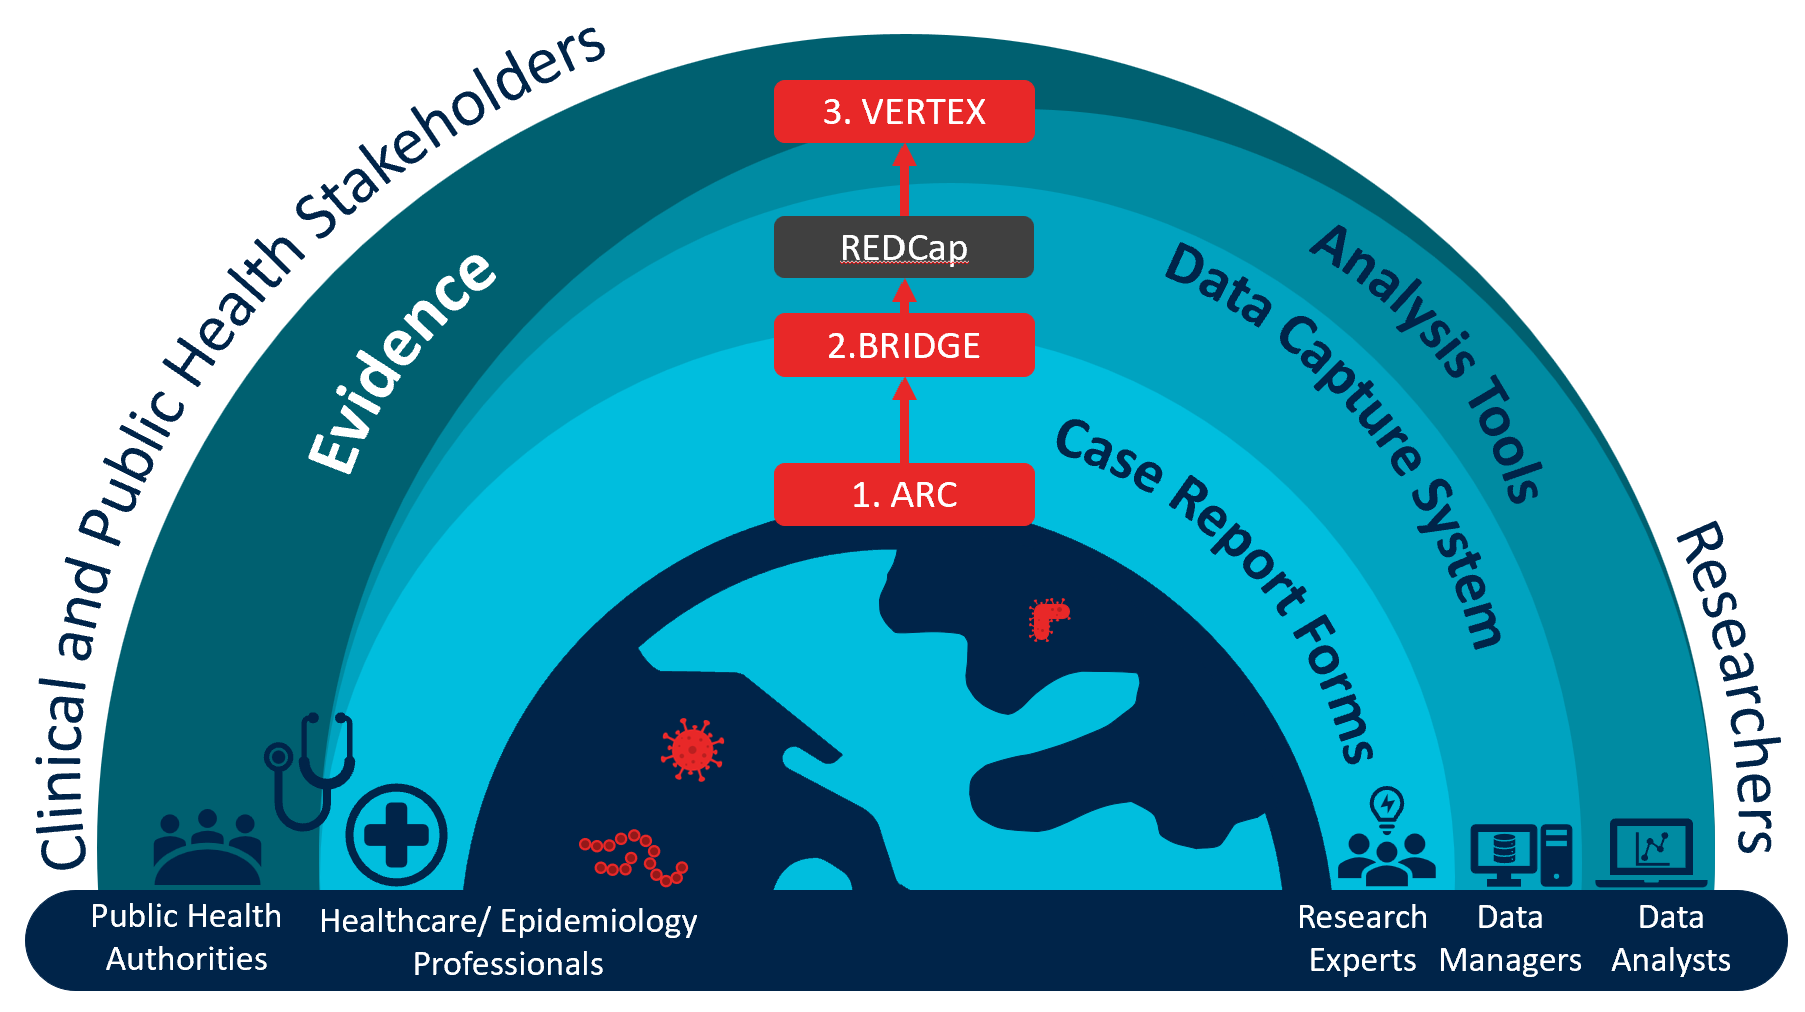 Clinical and Public Health Stakeholders
Evidence
3. VERTEX
REDCap
2.BRIDGE
1. ARC
Analysis Tools
Data Capture System
Case Report Forms
Researchers
Public Health
Authorities
Healthcare/ Epidemiology
Professionals
Research
Experts
Data
Managers
Data
Analysts